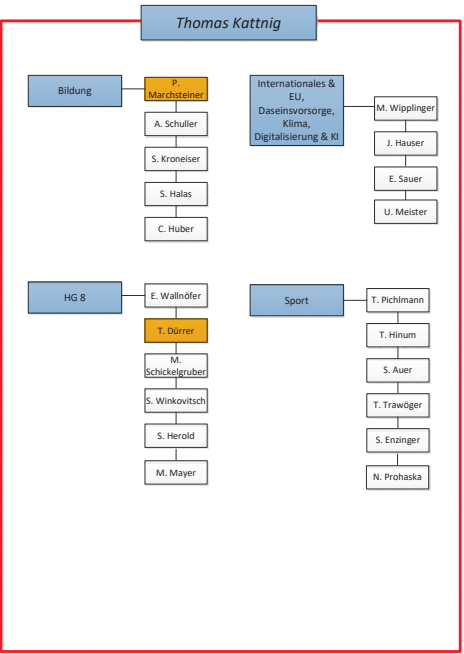 Thomas Kattnig
Bildung
P.
Marchsteiner
A. Schuller
S. Kroneiser
S. Halas
C. Huber
Internationales &
EU,
Daseinsvorsorge,
Klima,
Digitalisierung & KI
M. Wipplinger
J. Hauser
E. Sauer
U. Meister
HG 8
E. Wallnöfer
T. Dürrer
M.
Schickelgruber
S. Winkovitsch
S. Herold
M. Mayer
Sport
T. Pichlmann
T. Hinum
S. Auer
T. Trawöger
S. Enzinger
N. Prohaska